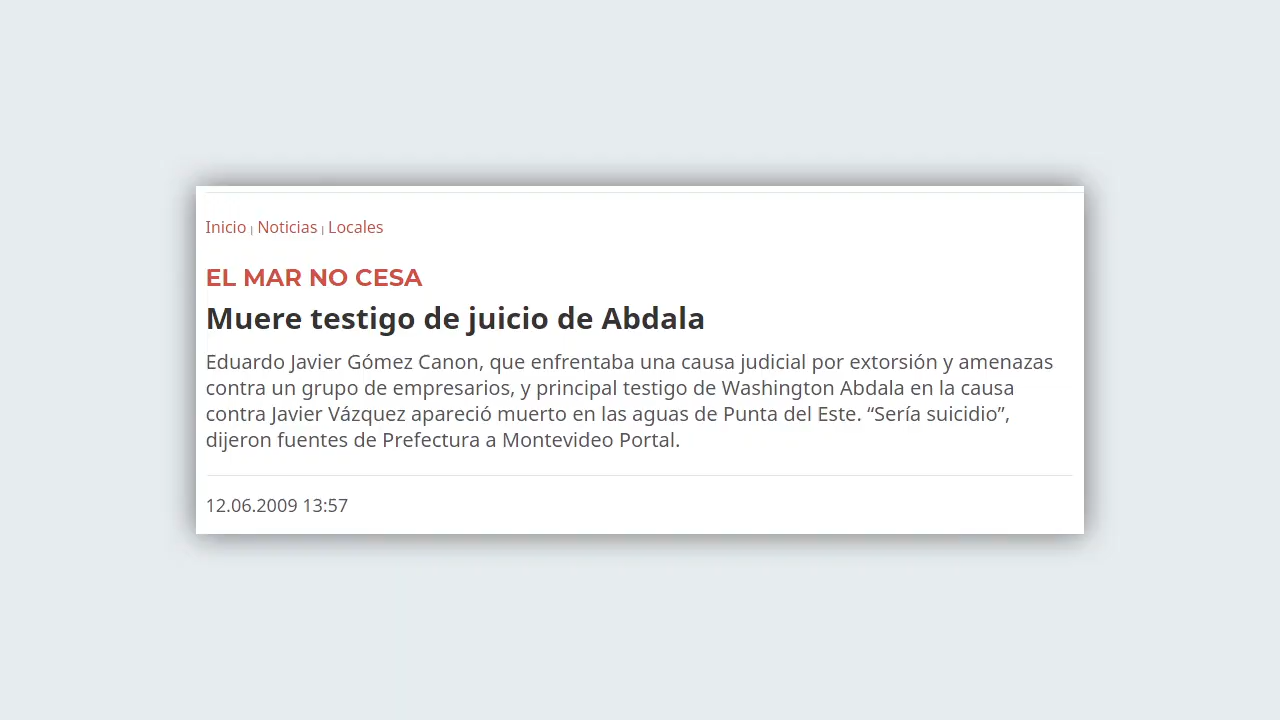 Inicio | Noticias | Locales
EL MAR NO CESA
Muere testigo de juicio de Abdala
Eduardo Javier Gómez Canon, que enfrentaba una causa judicial por extorsión y amenazas
contra un grupo de empresarios, y principal testigo de Washington Abdala en la causa
contra Javier Vázquez apareció muerto en las aguas de Punta del Este. “Sería suicidio”,
dijeron fuentes de Prefectura a Montevideo Portal.
12.06.2009 13:57